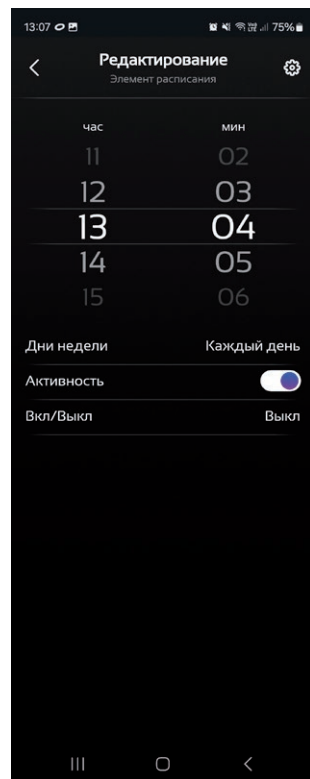 13:07 75%
Редактирование
Элемент расписания
час мин
11 02
12 03
13 04
14 05
15 06
Дни недели Каждый день
Активность
Вкл/Выкл Выкл